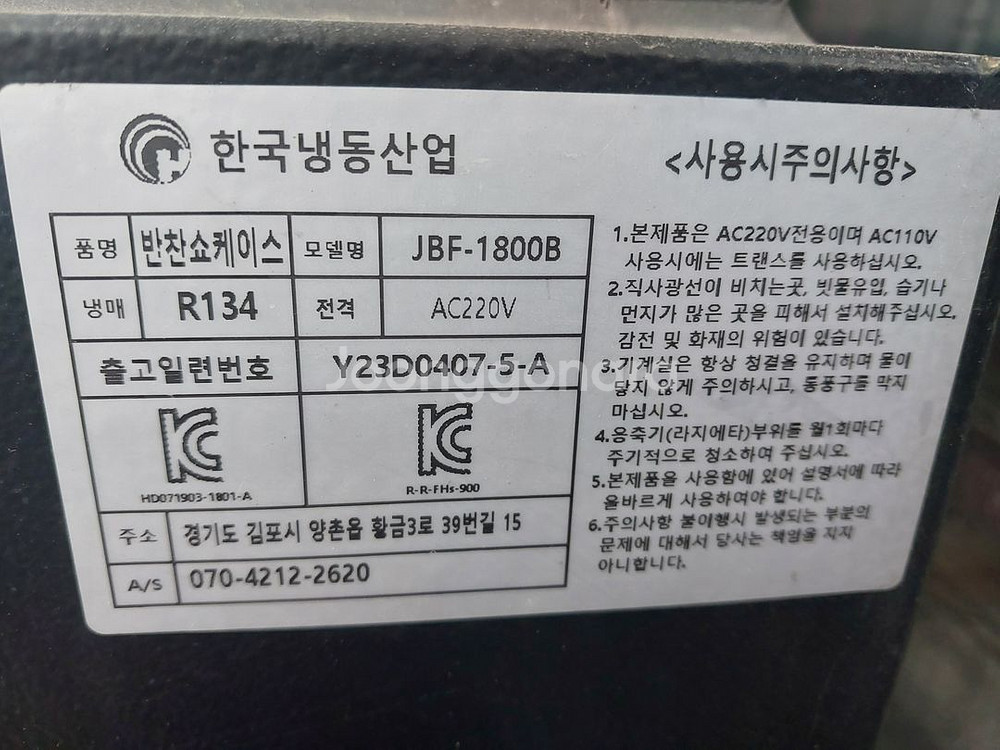 한국냉동산업
품명 반찬쇼케이스 모델명 JBF-1800B
냉매 R134 전격 AC220V
출고일련번호 Y23D0407-5-A
HD071903-1801-A R-R-FHs-900
주소 경기도 김포시 양촌읍 황금3로 39번길 15
A/S 070-4212-2620
<사용시주의사항>
1.본제품은 AC220V전용이며 AC110V
사용시에는 트랜스를 사용하십시오.
2.직사광선이 비치는곳, 빗물유입, 습기나
먼지가 많은 곳을 피해서 설치해주십시오.
감전 및 화재의 위험이 있습니다.
3.기계실은 항상 청결을 유지하며 물이
닿지 않게 주의하시고, 통풍구를 막지
마십시오.
4.응축기(라지에타)부위를 월1회마다
주기적으로 청소하여 주십시오.
5.본제품을 사용함에 있어 설명서에 따라
올바르게 사용하여야 합니다.
6.주의사항 불이행시 발생되는 부분의
문제에 대해서 당사는 책임을 지지
아니합니다.